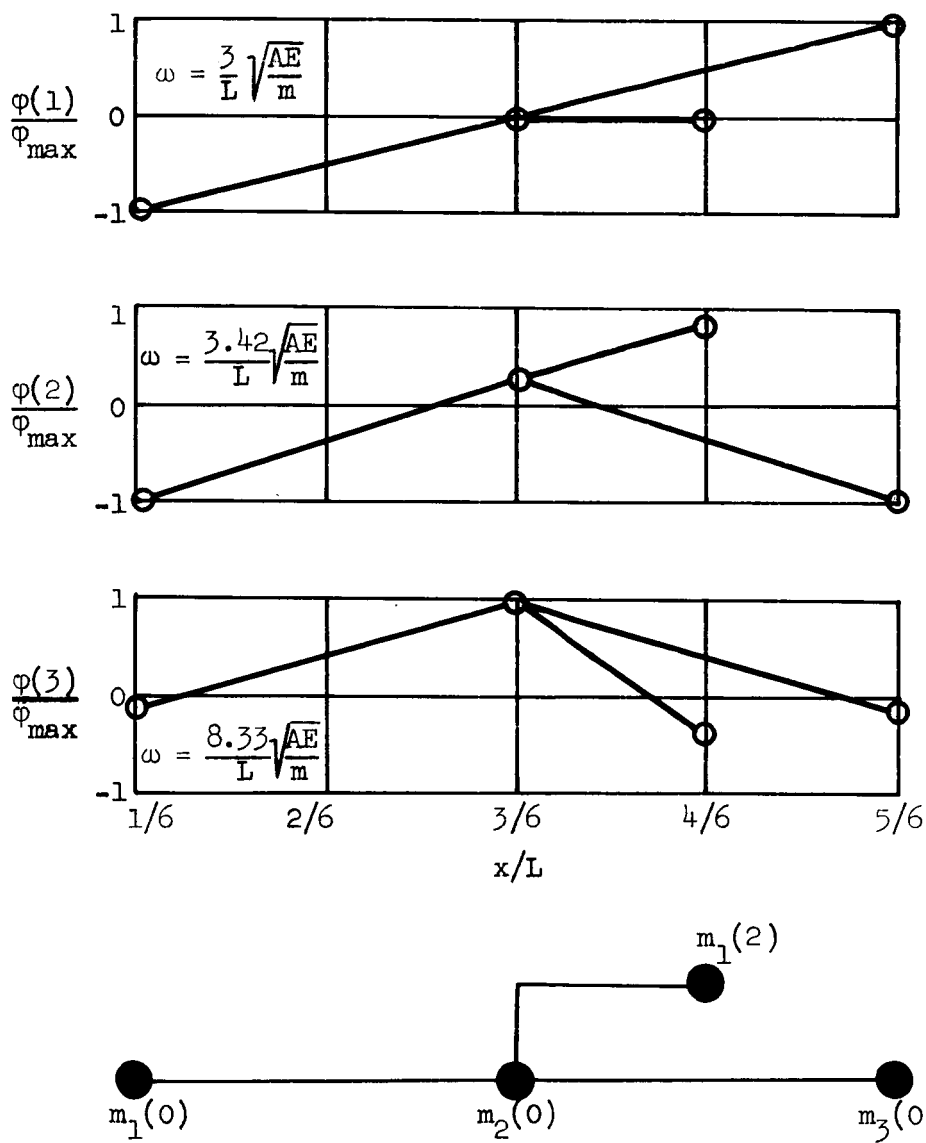 1
ω = 3/L √AE/m
φ(1)/φmax
0
-1
1
ω = 3.42/L √AE/m
φ(2)/φmax
0
-1
1
φ(3)/φmax
0
ω = 8.33/L √AE/m
-1
1/6 2/6 3/6 4/6 5/6
x/L
m1(2)
m1(0) m2(0) m3(0